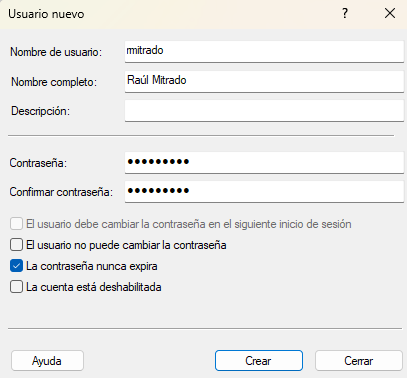 Usuario nuevo
?
Nombre de usuario: rmitrado
Nombre completo: Raúl Mitrado
Descripción:
Contraseña: •••••••••
Confirmar contraseña: •••••••••
El usuario debe cambiar la contraseña en el siguiente inicio de sesión
El usuario no puede cambiar la contraseña
La contraseña nunca expira
La cuenta está deshabilitada
Ayuda Crear Cerrar